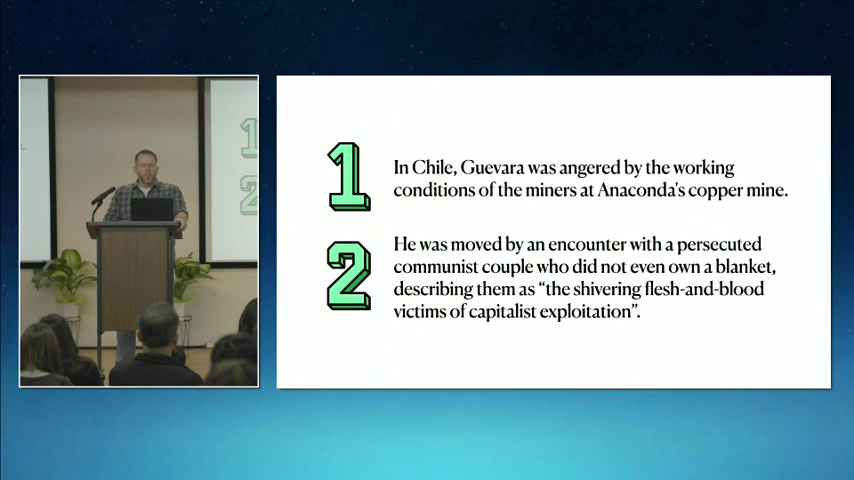 1
In Chile, Guevara was angered by the working
conditions of the miners at Anaconda's copper mine.
2
He was moved by an encounter with a persecuted
communist couple who did not even own a blanket,
describing them as “the shivering flesh-and-blood
victims of capitalist exploitation”.
1
2